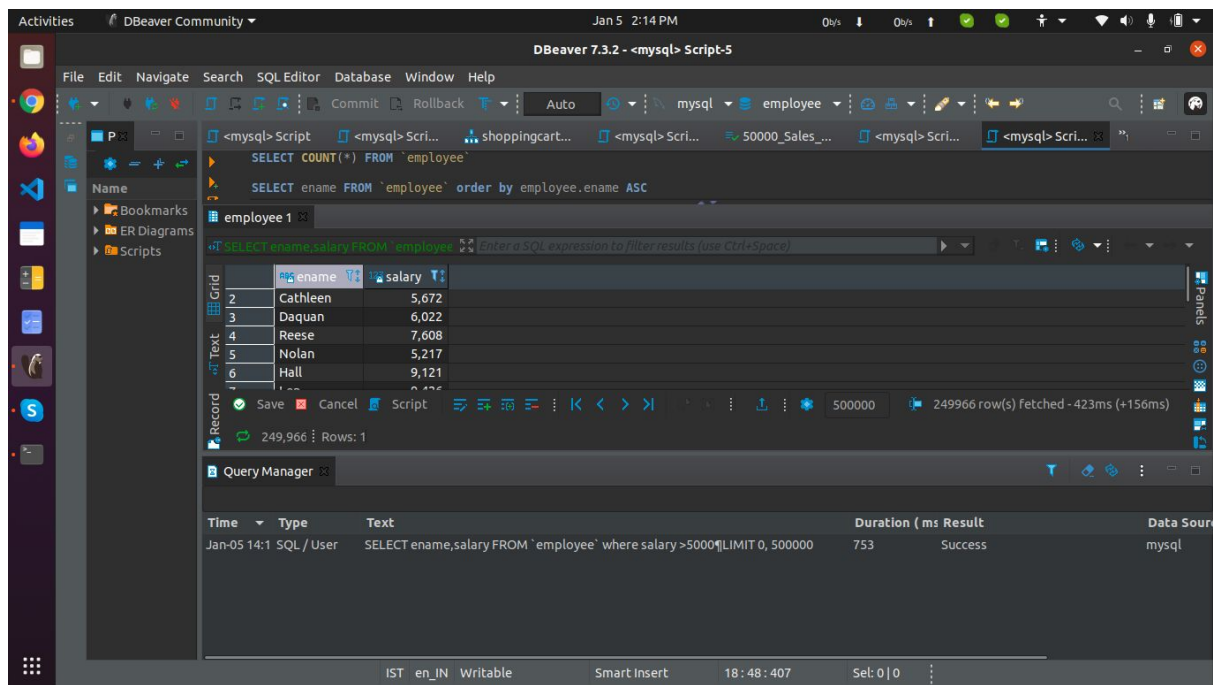 Activities DBeaver Community Jan 5 2:14 PM 0b/s 0b/s
DBeaver 7.3.2 - <mysql> Script-5
File Edit Navigate Search SQL Editor Database Window Help
Commit Rollback Auto mysql employee
P <mysql> Script <mysql> Scri... shoppingcart... <mysql> Scri... 50000_Sales_... <mysql> Scri... <mysql> Scri... »1
SELECT COUNT(*) FROM `employee`
SELECT ename FROM `employee` order by employee.ename ASC
Name
Bookmarks
ER Diagrams
Scripts
employee 1
SELECT ename,salary FROM `employee Enter a SQL expression to filter results (use Ctrl+Space)
Grid
Text
Record
Panels
ename salary
2 Cathleen 5,672
3 Daquan 6,022
4 Reese 7,608
5 Nolan 5,217
6 Hall 9,121
Save Cancel Script 500000 249966 row(s) fetched - 423ms (+156ms)
249,966 Rows: 1
Query Manager
Time Type Text Duration (ms Result Data Sour
Jan-05 14:1 SQL / User SELECT ename,salary FROM `employee` where salary >5000¶LIMIT 0, 500000 753 Success mysql
IST en_IN Writable Smart Insert 18:48:407 Sel: 0 | 0